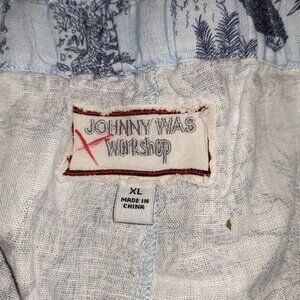 JOHNNY WAS
Workshop
XL
MADE IN
CHINA